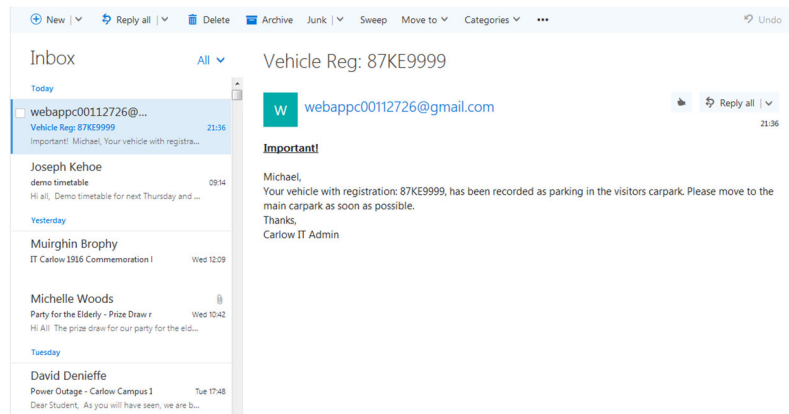 New
Reply all
Delete
Archive
Junk
Sweep
Move to
Categories
Undo
Inbox
All
Today
webappc00112726@...
Vehicle Reg: 87KE9999 21:36
Important! Michael, Your vehicle with registra...
Joseph Kehoe
demo timetable 09:14
Hi all, Demo timetable for next Thursday and ...
Yesterday
Muirghin Brophy
IT Carlow 1916 Commemoration I Wed 12:09
Michelle Woods
Party for the Elderly - Prize Draw r Wed 10:42
Hi All The prize draw for our party for the eld...
Tuesday
David Denieffe
Power Outage - Carlow Campus 1 Tue 17:48
Dear Student, As you will have seen, we are b...
Vehicle Reg: 87KE9999
W
webappc00112726@gmail.com
Reply all
21:36
Important!
Michael,
Your vehicle with registration: 87KE9999, has been recorded as parking in the visitors carpark. Please move to the
main carpark as soon as possible.
Thanks,
Carlow IT Admin